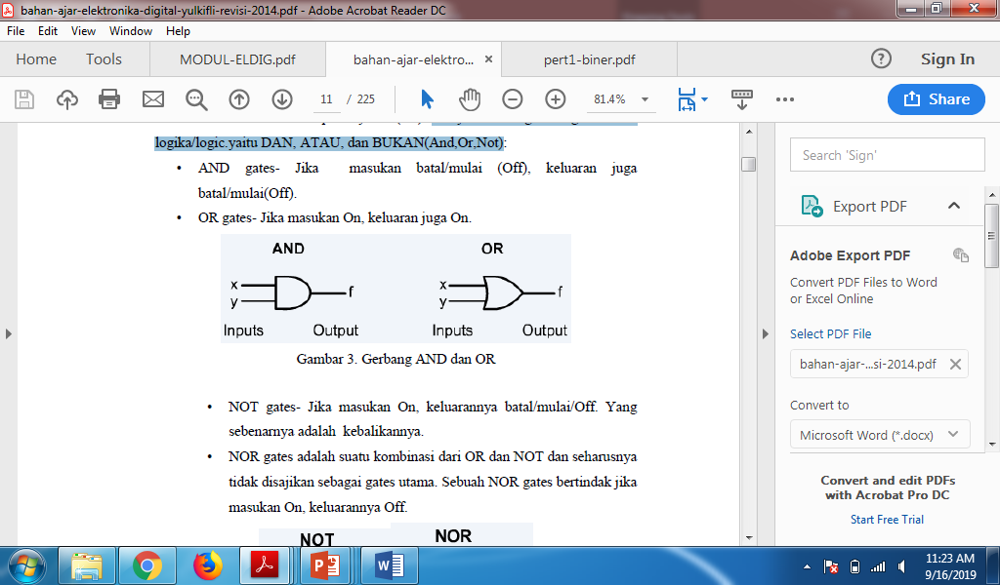 bahan-ajar-elektronika-digital-yulkifli-revisi-2014.pdf - Adobe Acrobat Reader DC
File Edit View Window Help
Home Tools MODUL-ELDIG.pdf bahan-ajar-elektro... × pert1-biner.pdf ? Sign In
11 / 225 81.4% Share
logika/logic.yaitu DAN, ATAU, dan BUKAN(And,Or,Not):
• AND gates- Jika masukan batal/mulai (Off), keluaran juga
batal/mulai(Off).
• OR gates- Jika masukan On, keluaran juga On.
AND OR
x f x f
y y
Inputs Output Inputs Output
Gambar 3. Gerbang AND dan OR
• NOT gates- Jika masukan On, keluarannya batal/mulai/Off. Yang
sebenarnya adalah kebalikannya.
• NOR gates adalah suatu kombinasi dari OR dan NOT dan seharusnya
tidak disajikan sebagai gates utama. Sebuah NOR gates bertindak jika
masukan On, keluarannya Off.
NOT NOR
Search 'Sign'
Export PDF
Adobe Export PDF
Convert PDF Files to Word
or Excel Online
Select PDF File
bahan-ajar-...si-2014.pdf
Convert to
Microsoft Word (*.docx)
Convert and edit PDFs
with Acrobat Pro DC
Start Free Trial
11:23 AM
9/16/2019